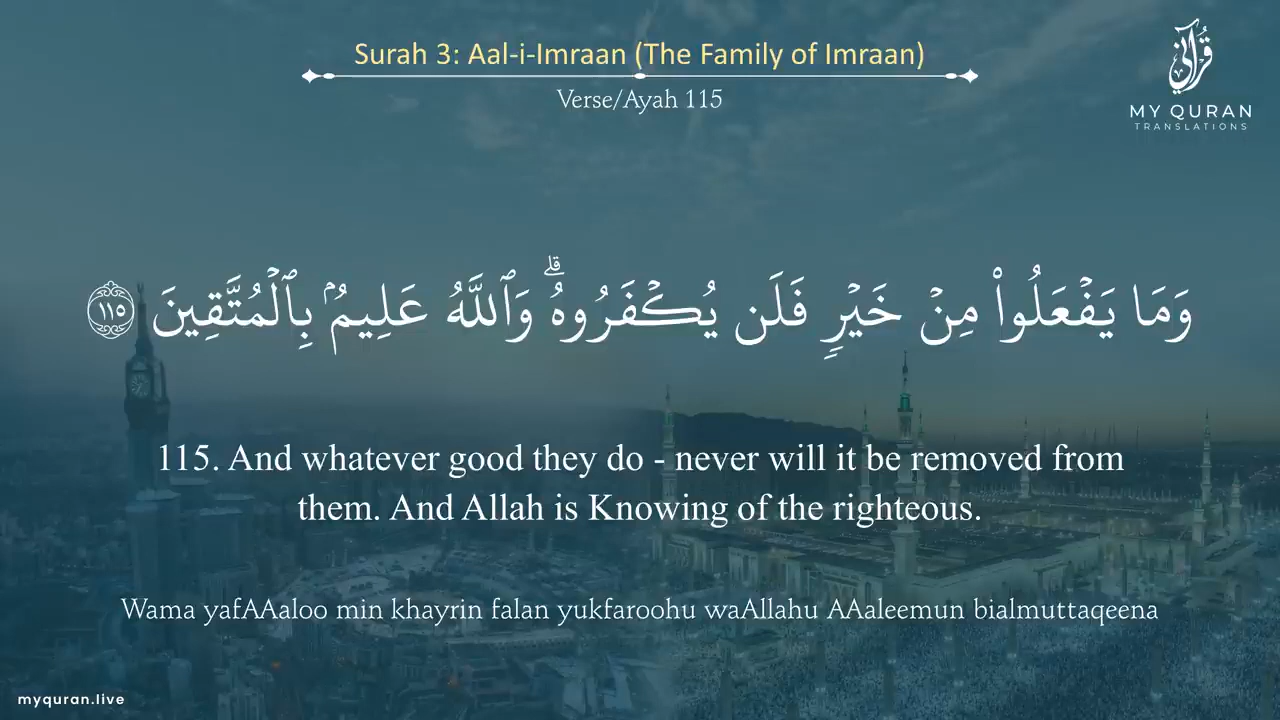 Surah 3: Aal-i-Imraan (The Family of Imraan)
Verse/Ayah 115
قرآني
MY QURAN
TRANSLATIONS
وَمَا يَفْعَلُوا۟ مِنْ خَيْرٍۢ فَلَن يُكْفَرُوهُ ۗ وَٱللَّهُ عَلِيمٌۢ بِٱلْمُتَّقِينَ ١١٥
115. And whatever good they do - never will it be removed from
them. And Allah is Knowing of the righteous.
Wama yafAAaloo min khayrin falan yukfaroohu waAllahu AAaleemun bialmuttaqeena
myquran.live